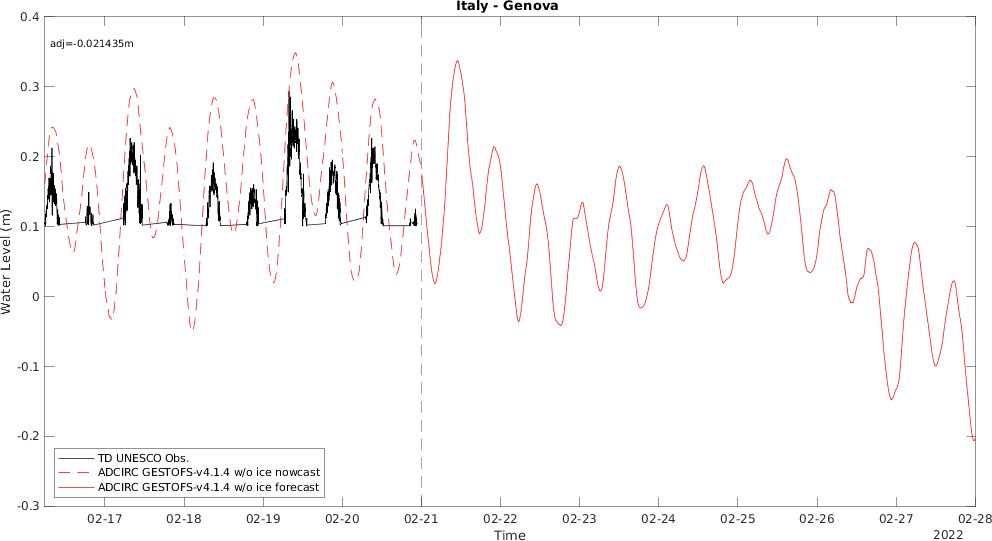 Italy - Genova
adj=-0.021435m
Water Level (m)
0.4
0.3
0.2
0.1
0
-0.1
-0.2
-0.3
TD UNESCO Obs.
ADCIRC GESTOFS-v4.1.4 w/o ice nowcast
ADCIRC GESTOFS-v4.1.4 w/o ice forecast
02-17 02-18 02-19 02-20 02-21 02-22 02-23 02-24 02-25 02-26 02-27 02-28
Time
2022